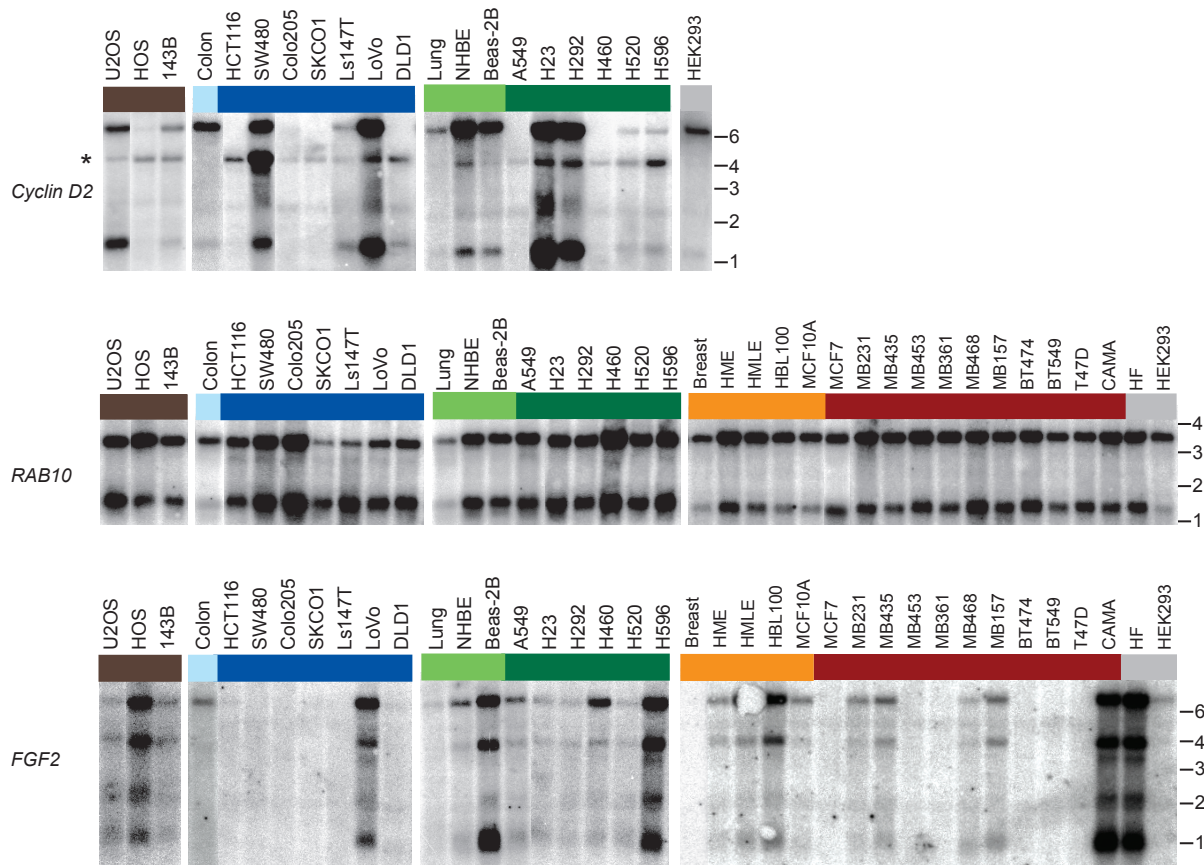 U2OS HOS 143B Colon HCT116 SW480 Colo205 SKCO1 Ls147T LoVo DLD1 Lung NHBE Beas-2B A549 H23 H292 H460 H520 H596 HEK293
–6
*
–4
Cyclin D2
–3
–2
–1
U2OS HOS 143B Colon HCT116 SW480 Colo205 SKCO1 Ls147T LoVo DLD1 Lung NHBE Beas-2B A549 H23 H292 H460 H520 H596 Breast HME HMLE HBL100 MCF10A MCF7 MB231 MB435 MB453 MB361 MB468 MB157 BT474 BT549 T47D CAMA HF HEK293
–4
–3
RAB10
–2
–1
U2OS HOS 143B Colon HCT116 SW480 Colo205 SKCO1 Ls147T LoVo DLD1 Lung NHBE Beas-2B A549 H23 H292 H460 H520 H596 Breast HME HMLE HBL100 MCF10A MCF7 MB231 MB435 MB453 MB361 MB468 MB157 BT474 BT549 T47D CAMA HF HEK293
–6
–4
FGF2
–3
–2
–1